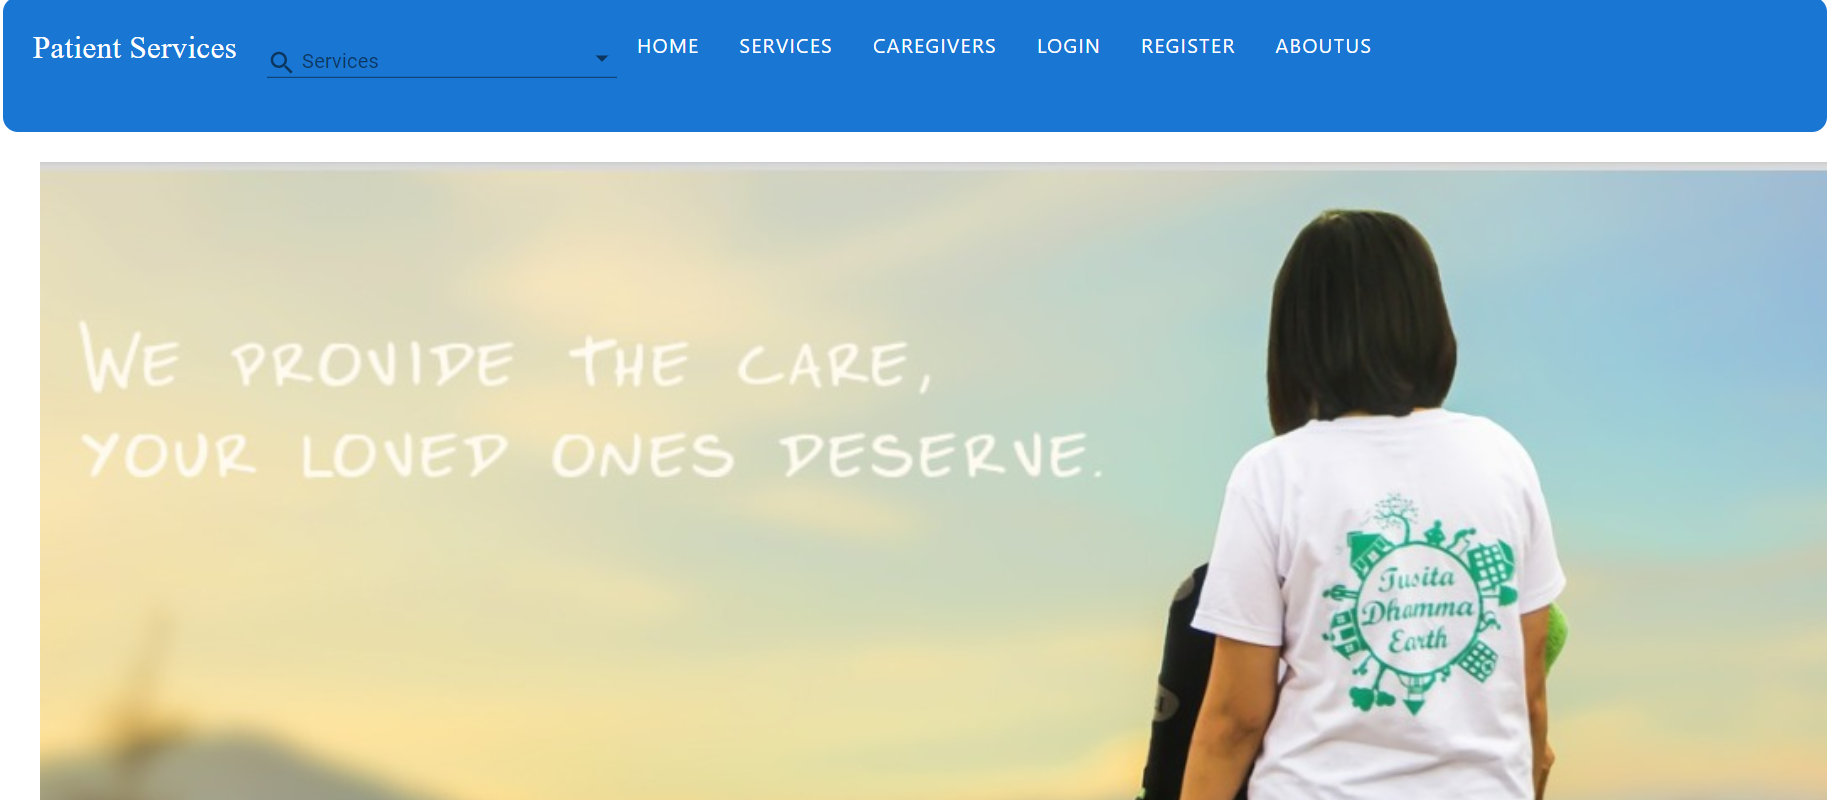 Patient Services
Services
HOME SERVICES CAREGIVERS LOGIN REGISTER ABOUTUS
WE PROVIDE THE CARE,
YOUR LOVED ONES DESERVE.
Tusita
Dhamma
Earth